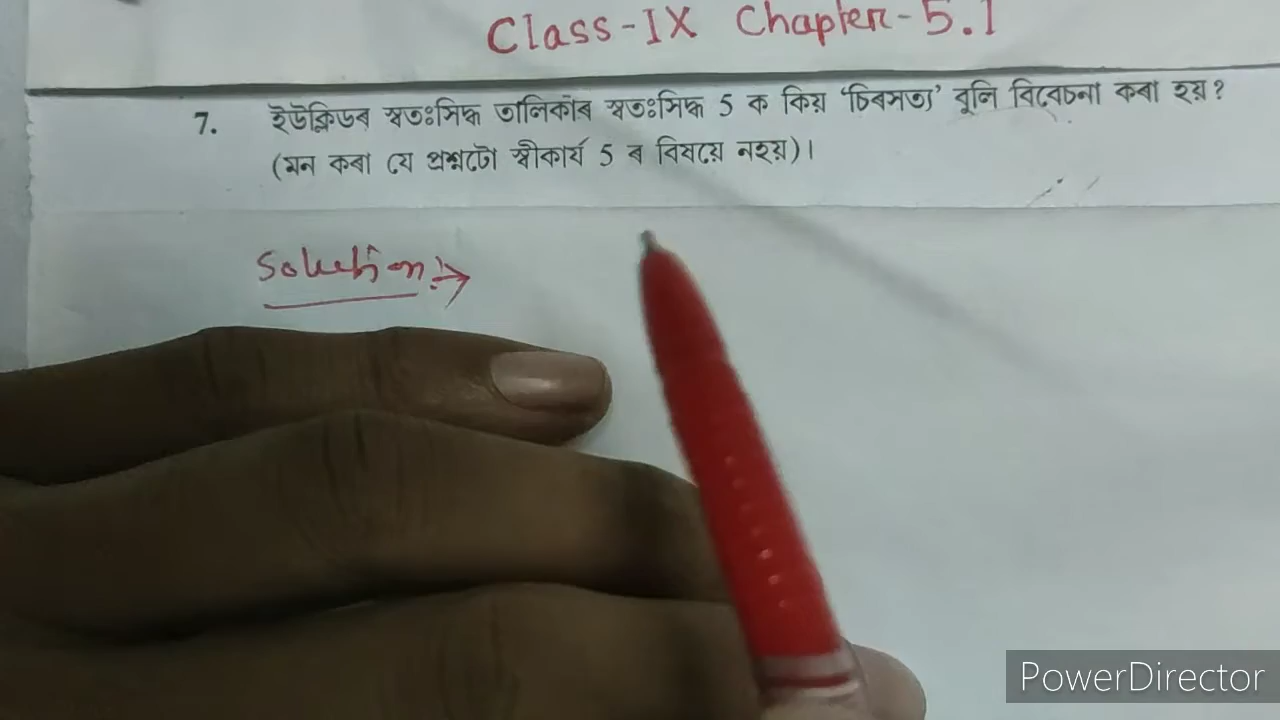 Class-IX Chapter-5.1
7. ইউক্লিডৰ স্বতঃসিদ্ধ তালিকাৰ স্বতঃসিদ্ধ 5 ক কিয় ‘চিৰসত্য’ বুলি বিবেচনা কৰা হয়?
(মন কৰা যে প্ৰশ্নটো স্বীকাৰ্য 5 ৰ বিষয়ে নহয়)।
Solution:→
PowerDirector